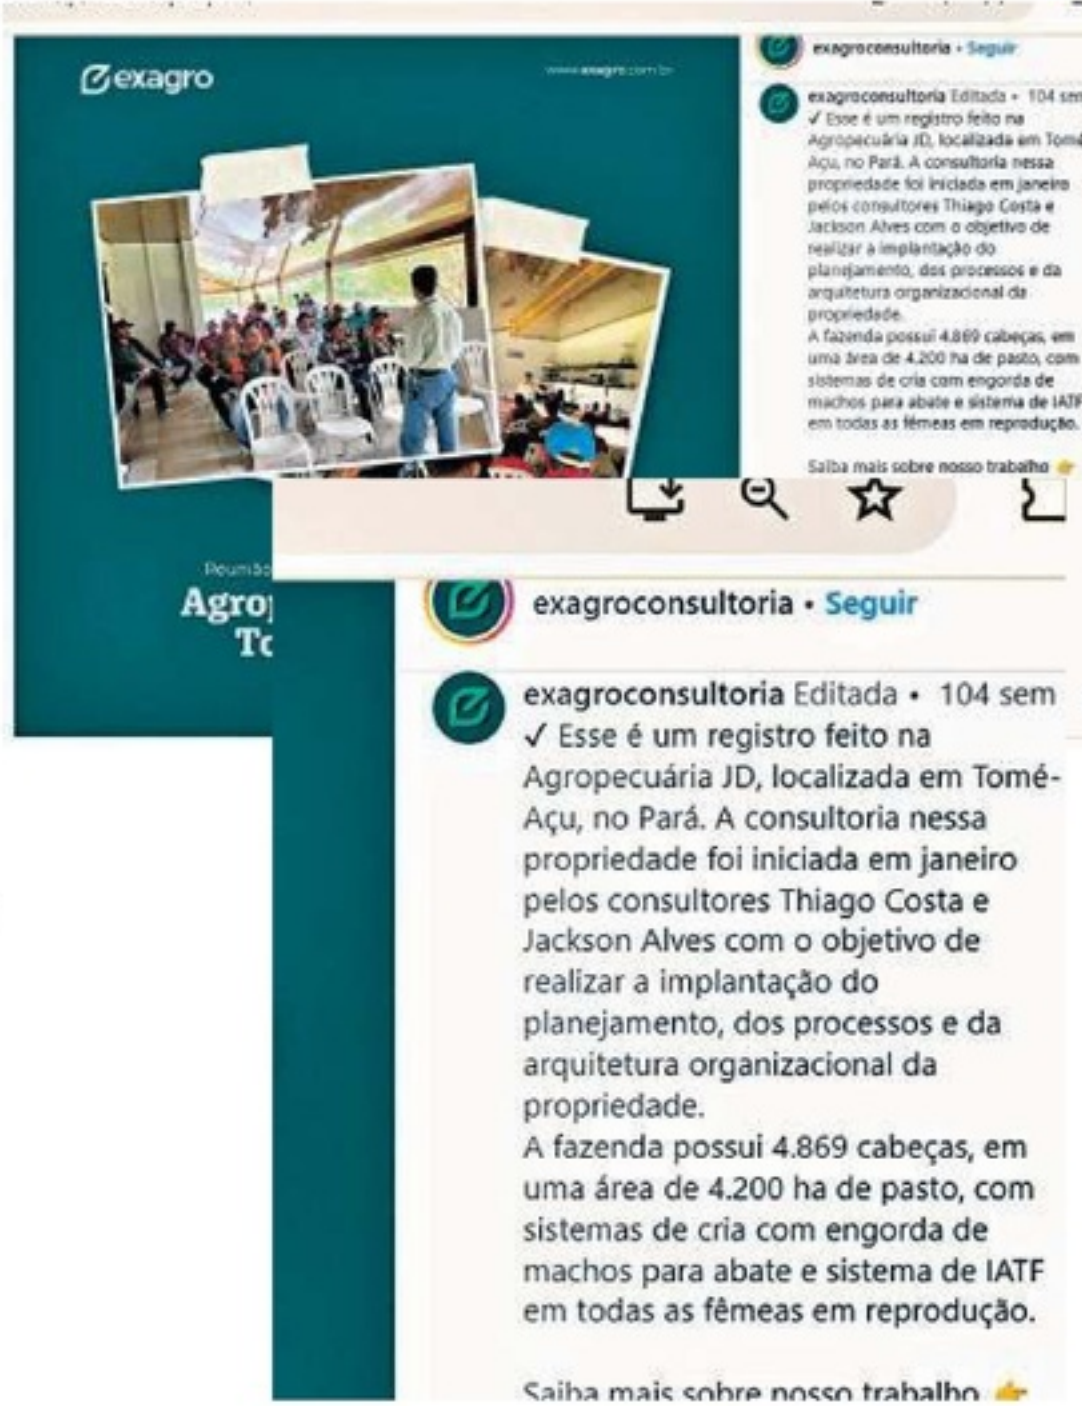 exagro
www.exagro.com.br
Reunião
Agrop
To
exagroconsultoria • Seguir
exagroconsultoria Editada • 104 sem
✓ Esse é um registro feito na
Agropecuária JD, localizada em Tomé-
Açu, no Pará. A consultoria nessa
propriedade foi iniciada em janeiro
pelos consultores Thiago Costa e
Jackson Alves com o objetivo de
realizar a implantação do
planejamento, dos processos e da
arquitetura organizacional da
propriedade.
A fazenda possui 4.869 cabeças, em
uma área de 4.200 ha de pasto, com
sistemas de cria com engorda de
machos para abate e sistema de IATF
em todas as fêmeas em reprodução.
Saiba mais sobre nosso trabalho 👉
exagroconsultoria • Seguir
exagroconsultoria Editada • 104 sem
✓ Esse é um registro feito na
Agropecuária JD, localizada em Tomé-
Açu, no Pará. A consultoria nessa
propriedade foi iniciada em janeiro
pelos consultores Thiago Costa e
Jackson Alves com o objetivo de
realizar a implantação do
planejamento, dos processos e da
arquitetura organizacional da
propriedade.
A fazenda possui 4.869 cabeças, em
uma área de 4.200 ha de pasto, com
sistemas de cria com engorda de
machos para abate e sistema de IATF
em todas as fêmeas em reprodução.
Saiba mais sobre nosso trabalho 👉